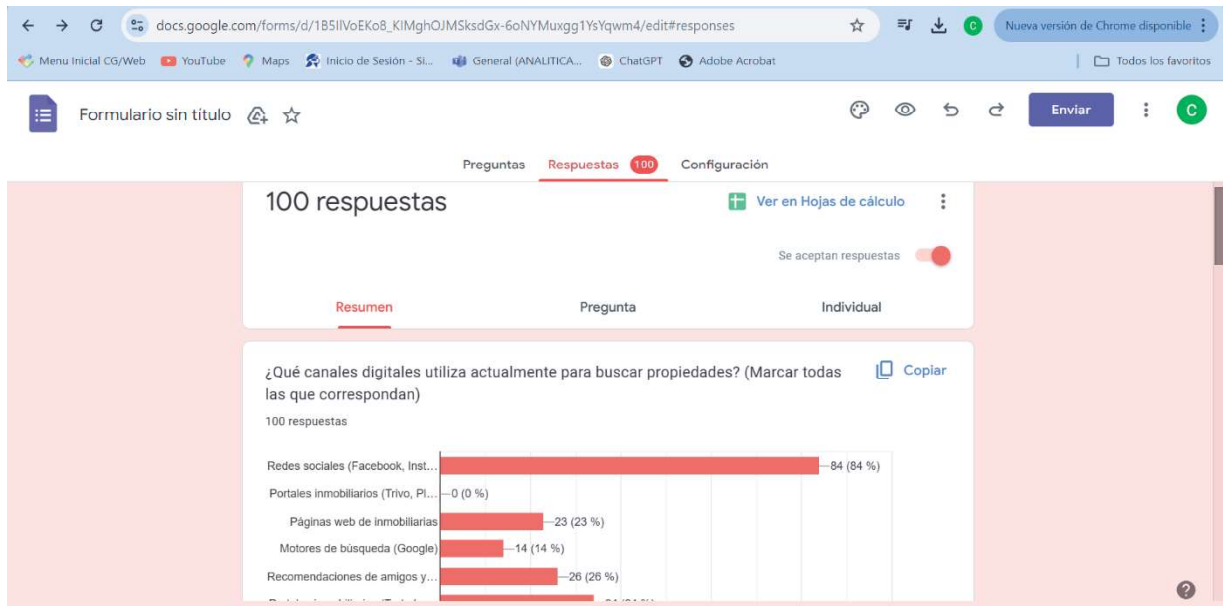 docs.google.com/forms/d/1B5IlVoEKo8_KlMghOJMSksdGx-6oNYMuxgg1YsYqwm4/edit#responses
Nueva versión de Chrome disponible
Menu Inicial CG/Web YouTube Maps Inicio de Sesión - Si... General (ANALITICA... ChatGPT Adobe Acrobat Todos los favoritos
Formulario sin título Enviar C
Preguntas Respuestas 100 Configuración
100 respuestas Ver en Hojas de cálculo
Se aceptan respuestas
Resumen Pregunta Individual
¿Qué canales digitales utiliza actualmente para buscar propiedades? (Marcar todas Copiar
las que correspondan)
100 respuestas
Redes sociales (Facebook, Inst... 84 (84 %)
Portales inmobiliarios (Trivo, Pl... 0 (0 %)
Páginas web de inmobiliarias 23 (23 %)
Motores de búsqueda (Google) 14 (14 %)
Recomendaciones de amigos y... 26 (26 %)